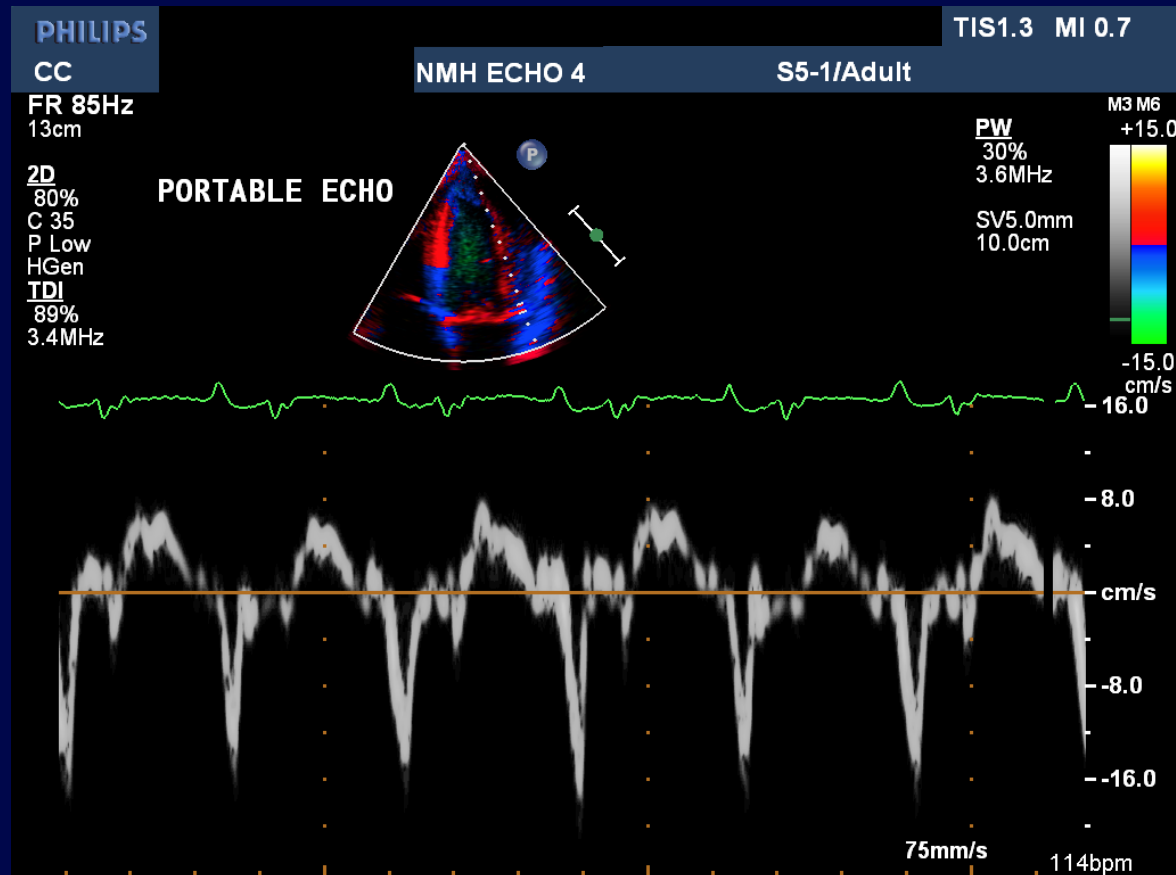 PHILIPS
TIS1.3 MI 0.7
CC
NMH ECHO 4
S5-1/Adult
FR 85Hz
13cm
2D
80%
C 35
P Low
HGen
TDI
89%
3.4MHz
PORTABLE ECHO
P
PW
30%
3.6MHz
SV5.0mm
10.0cm
M3 M6
+15.0
-15.0
cm/s
16.0
8.0
cm/s
-8.0
-16.0
75mm/s
114bpm